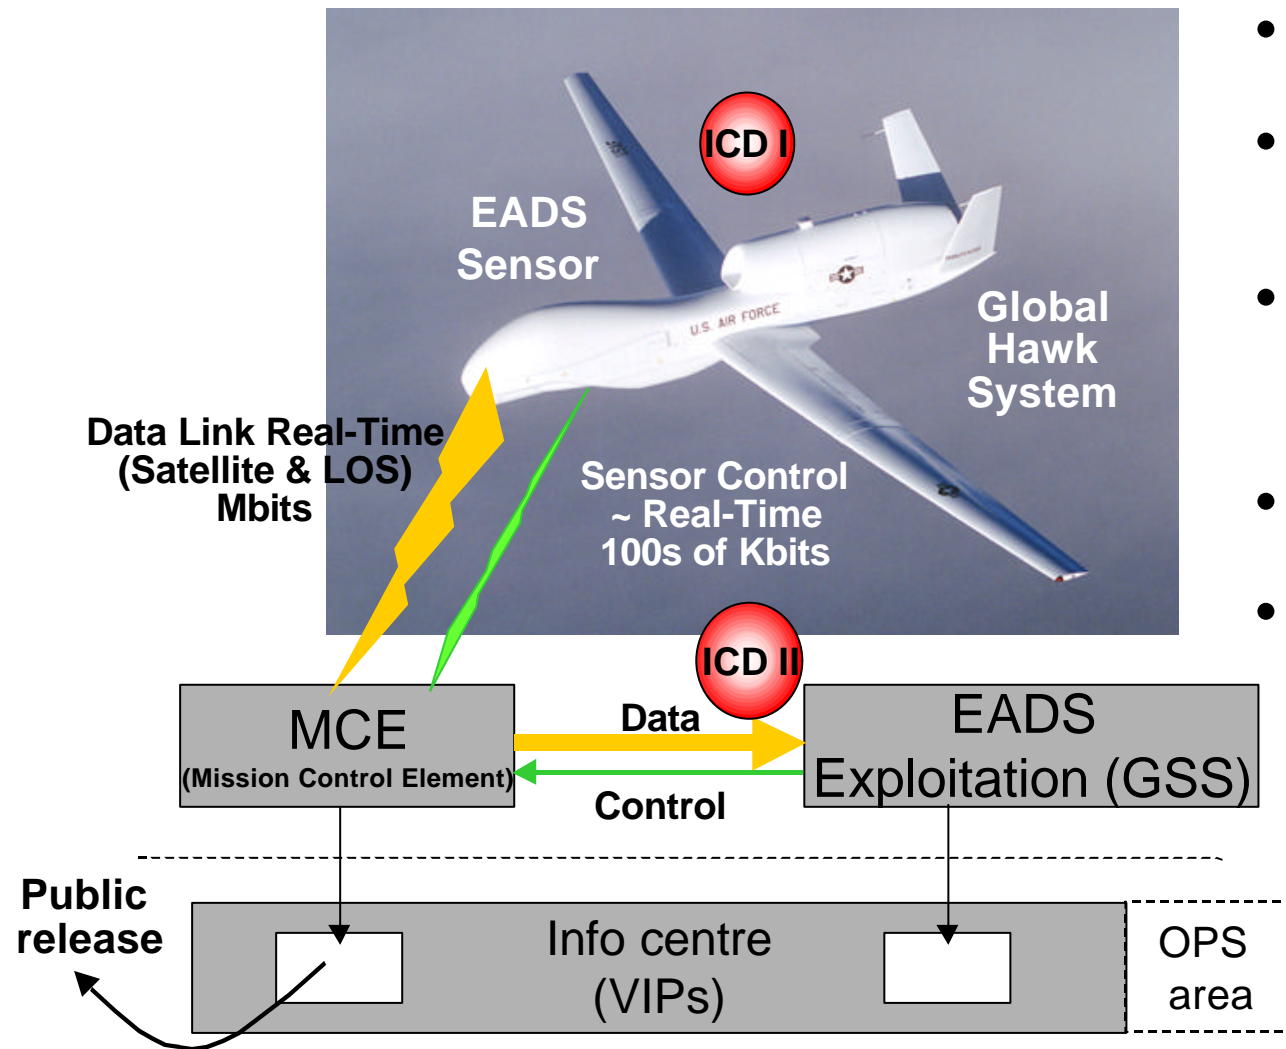 ICD I
EADS
Sensor
U.S. AIR FORCE
Global
Hawk
System
Data Link Real-Time
(Satellite & LOS)
Mbits
Sensor Control
~ Real-Time
100s of Kbits
ICD II
MCE
(Mission Control Element)
Data
Control
EADS
Exploitation (GSS)
Public
release
Info centre
(VIPs)
OPS
area